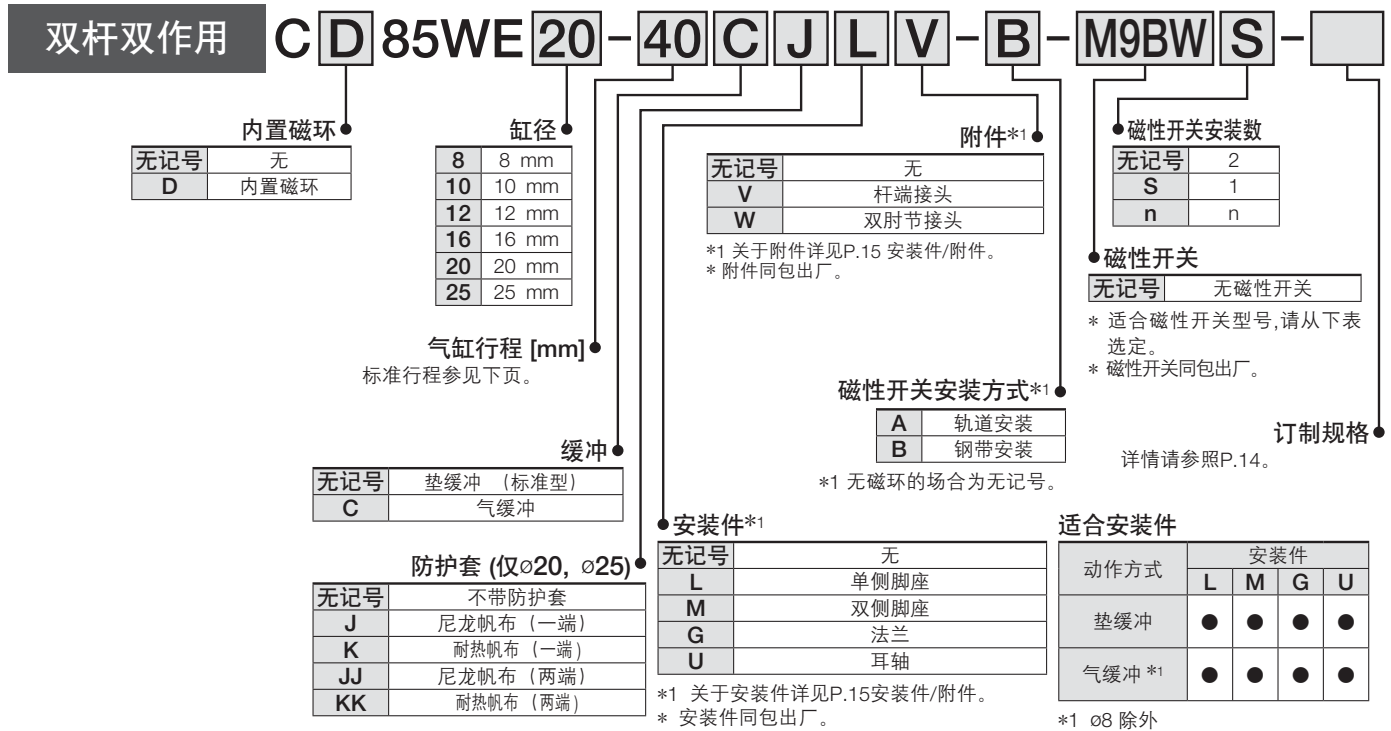 双杆双作用 CD85WE20-40CJLV-B-M9BWS-
内置磁环
无记号 无
D 内置磁环
缸径
8 8 mm
10 10 mm
12 12 mm
16 16 mm
20 20 mm
25 25 mm
附件*1
无记号 无
V 杆端接头
W 双肘节接头
*1 关于附件详见P.15 安装件/附件。
* 附件同包出厂。
磁性开关安装数
无记号 2
S 1
n n
磁性开关
无记号 无磁性开关
* 适合磁性开关型号,请从下表
选定。
* 磁性开关同包出厂。
气缸行程 [mm]
标准行程参见下页。
磁性开关安装方式*1
A 轨道安装
B 钢带安装
*1 无磁环的场合为无记号。
订制规格
详情请参照P.14。
缓冲
无记号 垫缓冲 （标准型）
C 气缓冲
防护套 (仅ø20, ø25)
无记号 不带防护套
J 尼龙帆布（一端）
K 耐热帆布（一端）
JJ 尼龙帆布（两端）
KK 耐热帆布（两端）
安装件*1
无记号 无
L 单侧脚座
M 双侧脚座
G 法兰
U 耳轴
*1 关于安装件详见P.15安装件/附件。
* 安装件同包出厂。
适合安装件
动作方式 安装件
L M G U
垫缓冲 ● ● ● ●
气缓冲 *1 ● ● ● ●
*1 ø8 除外